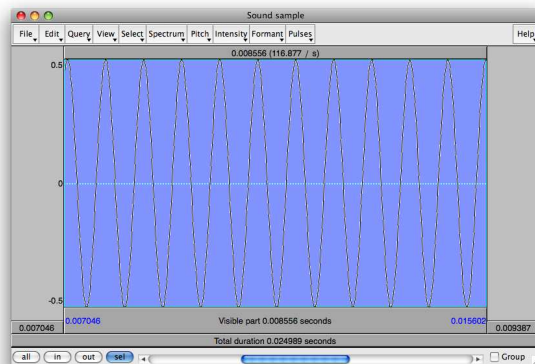 Sound sample
File Edit Query View Select Spectrum Pitch Intensity Formant Pulses Help
0.008556 (116.877 / s)
0.5
0
-0.5
0.007046 Visible part 0.008556 seconds 0.015602
0.007046 0.009387
Total duration 0.024989 seconds
all in out sel Group